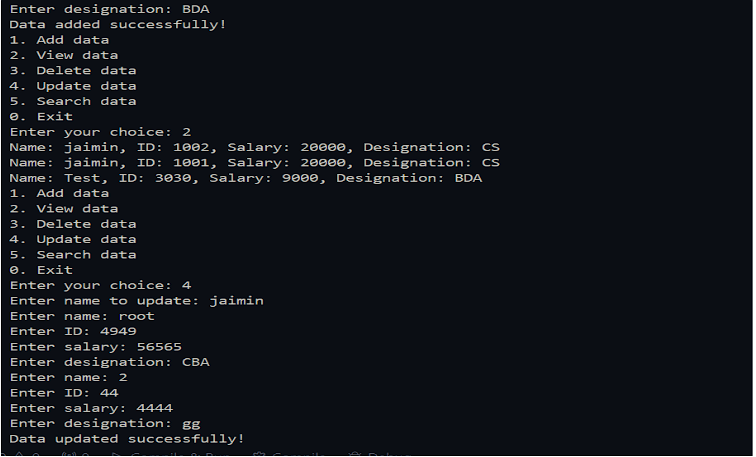 Enter designation: BDA
Data added successfully!
1. Add data
2. View data
3. Delete data
4. Update data
5. Search data
0. Exit
Enter your choice: 2
Name: jaimin, ID: 1002, Salary: 20000, Designation: CS
Name: jaimin, ID: 1001, Salary: 20000, Designation: CS
Name: Test, ID: 3030, Salary: 9000, Designation: BDA
1. Add data
2. View data
3. Delete data
4. Update data
5. Search data
0. Exit
Enter your choice: 4
Enter name to update: jaimin
Enter name: root
Enter ID: 4949
Enter salary: 56565
Enter designation: CBA
Enter name: 2
Enter ID: 44
Enter salary: 4444
Enter designation: gg
Data updated successfully!